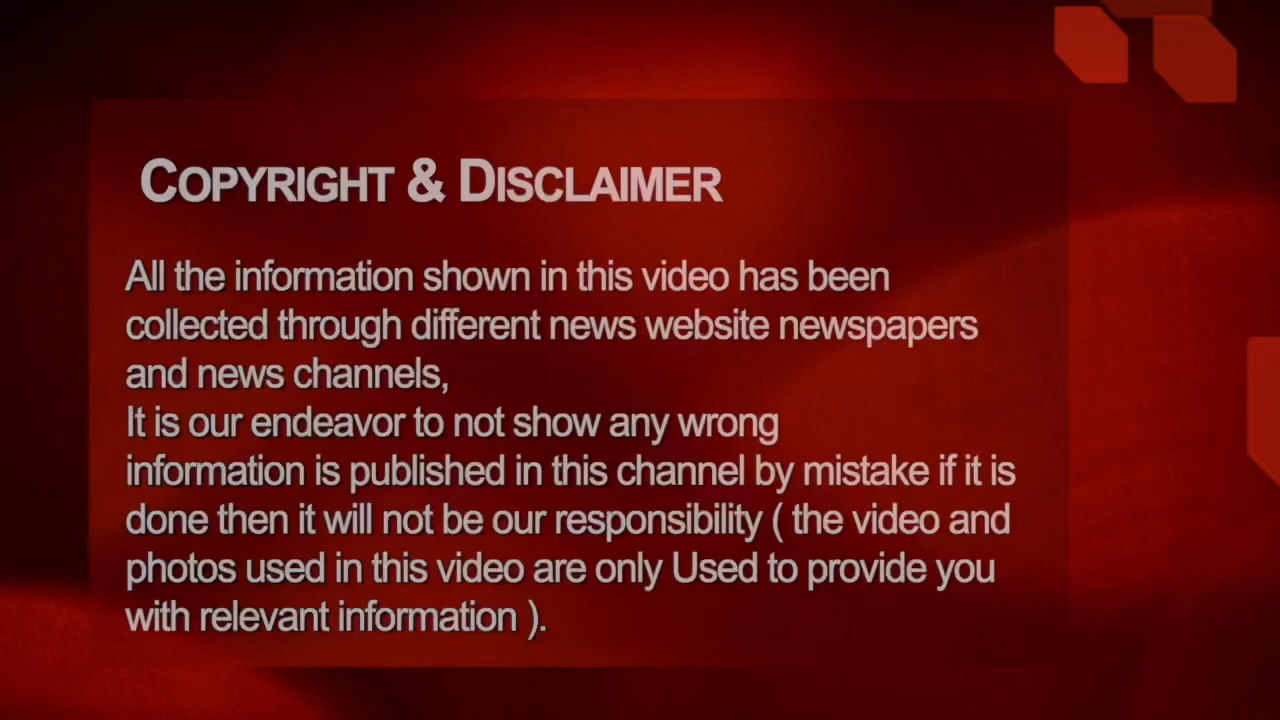 COPYRIGHT & DISCLAIMER
All the information shown in this video has been
collected through different news website newspapers
and news channels,
It is our endeavor to not show any wrong
information is published in this channel by mistake if it is
done then it will not be our responsibility ( the video and
photos used in this video are only Used to provide you
with relevant information ).